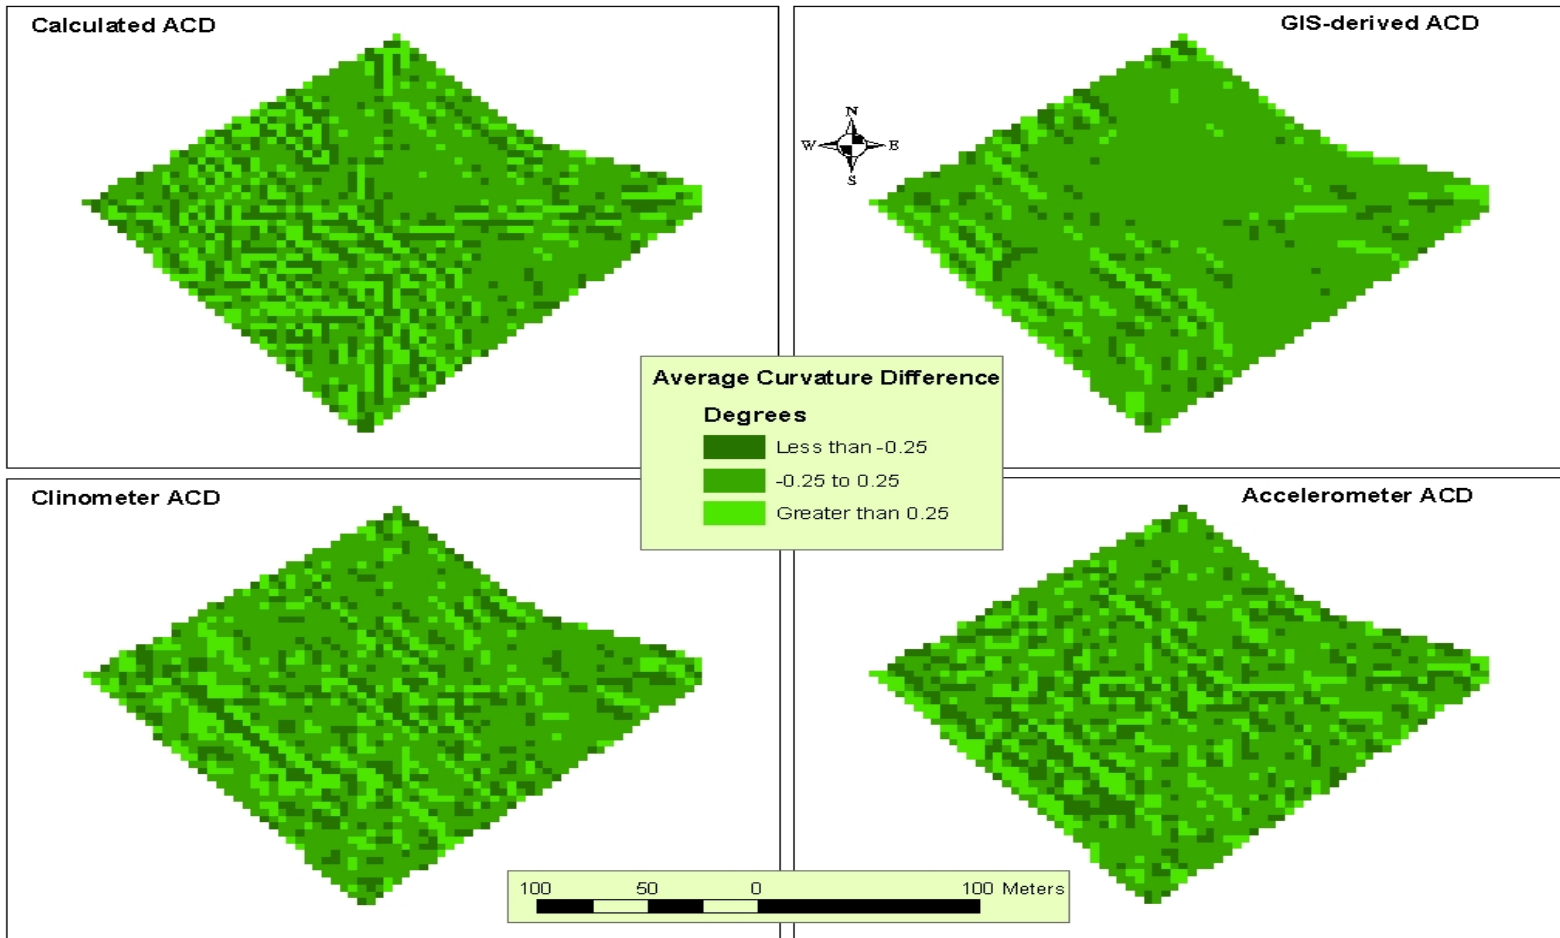 Calculated ACD
GIS-derived ACD
N
W E
S
Average Curvature Difference
Degrees
Less than -0.25
-0.25 to 0.25
Greater than 0.25
Clinometer ACD
Accelerometer ACD
100 50 0 100 Meters